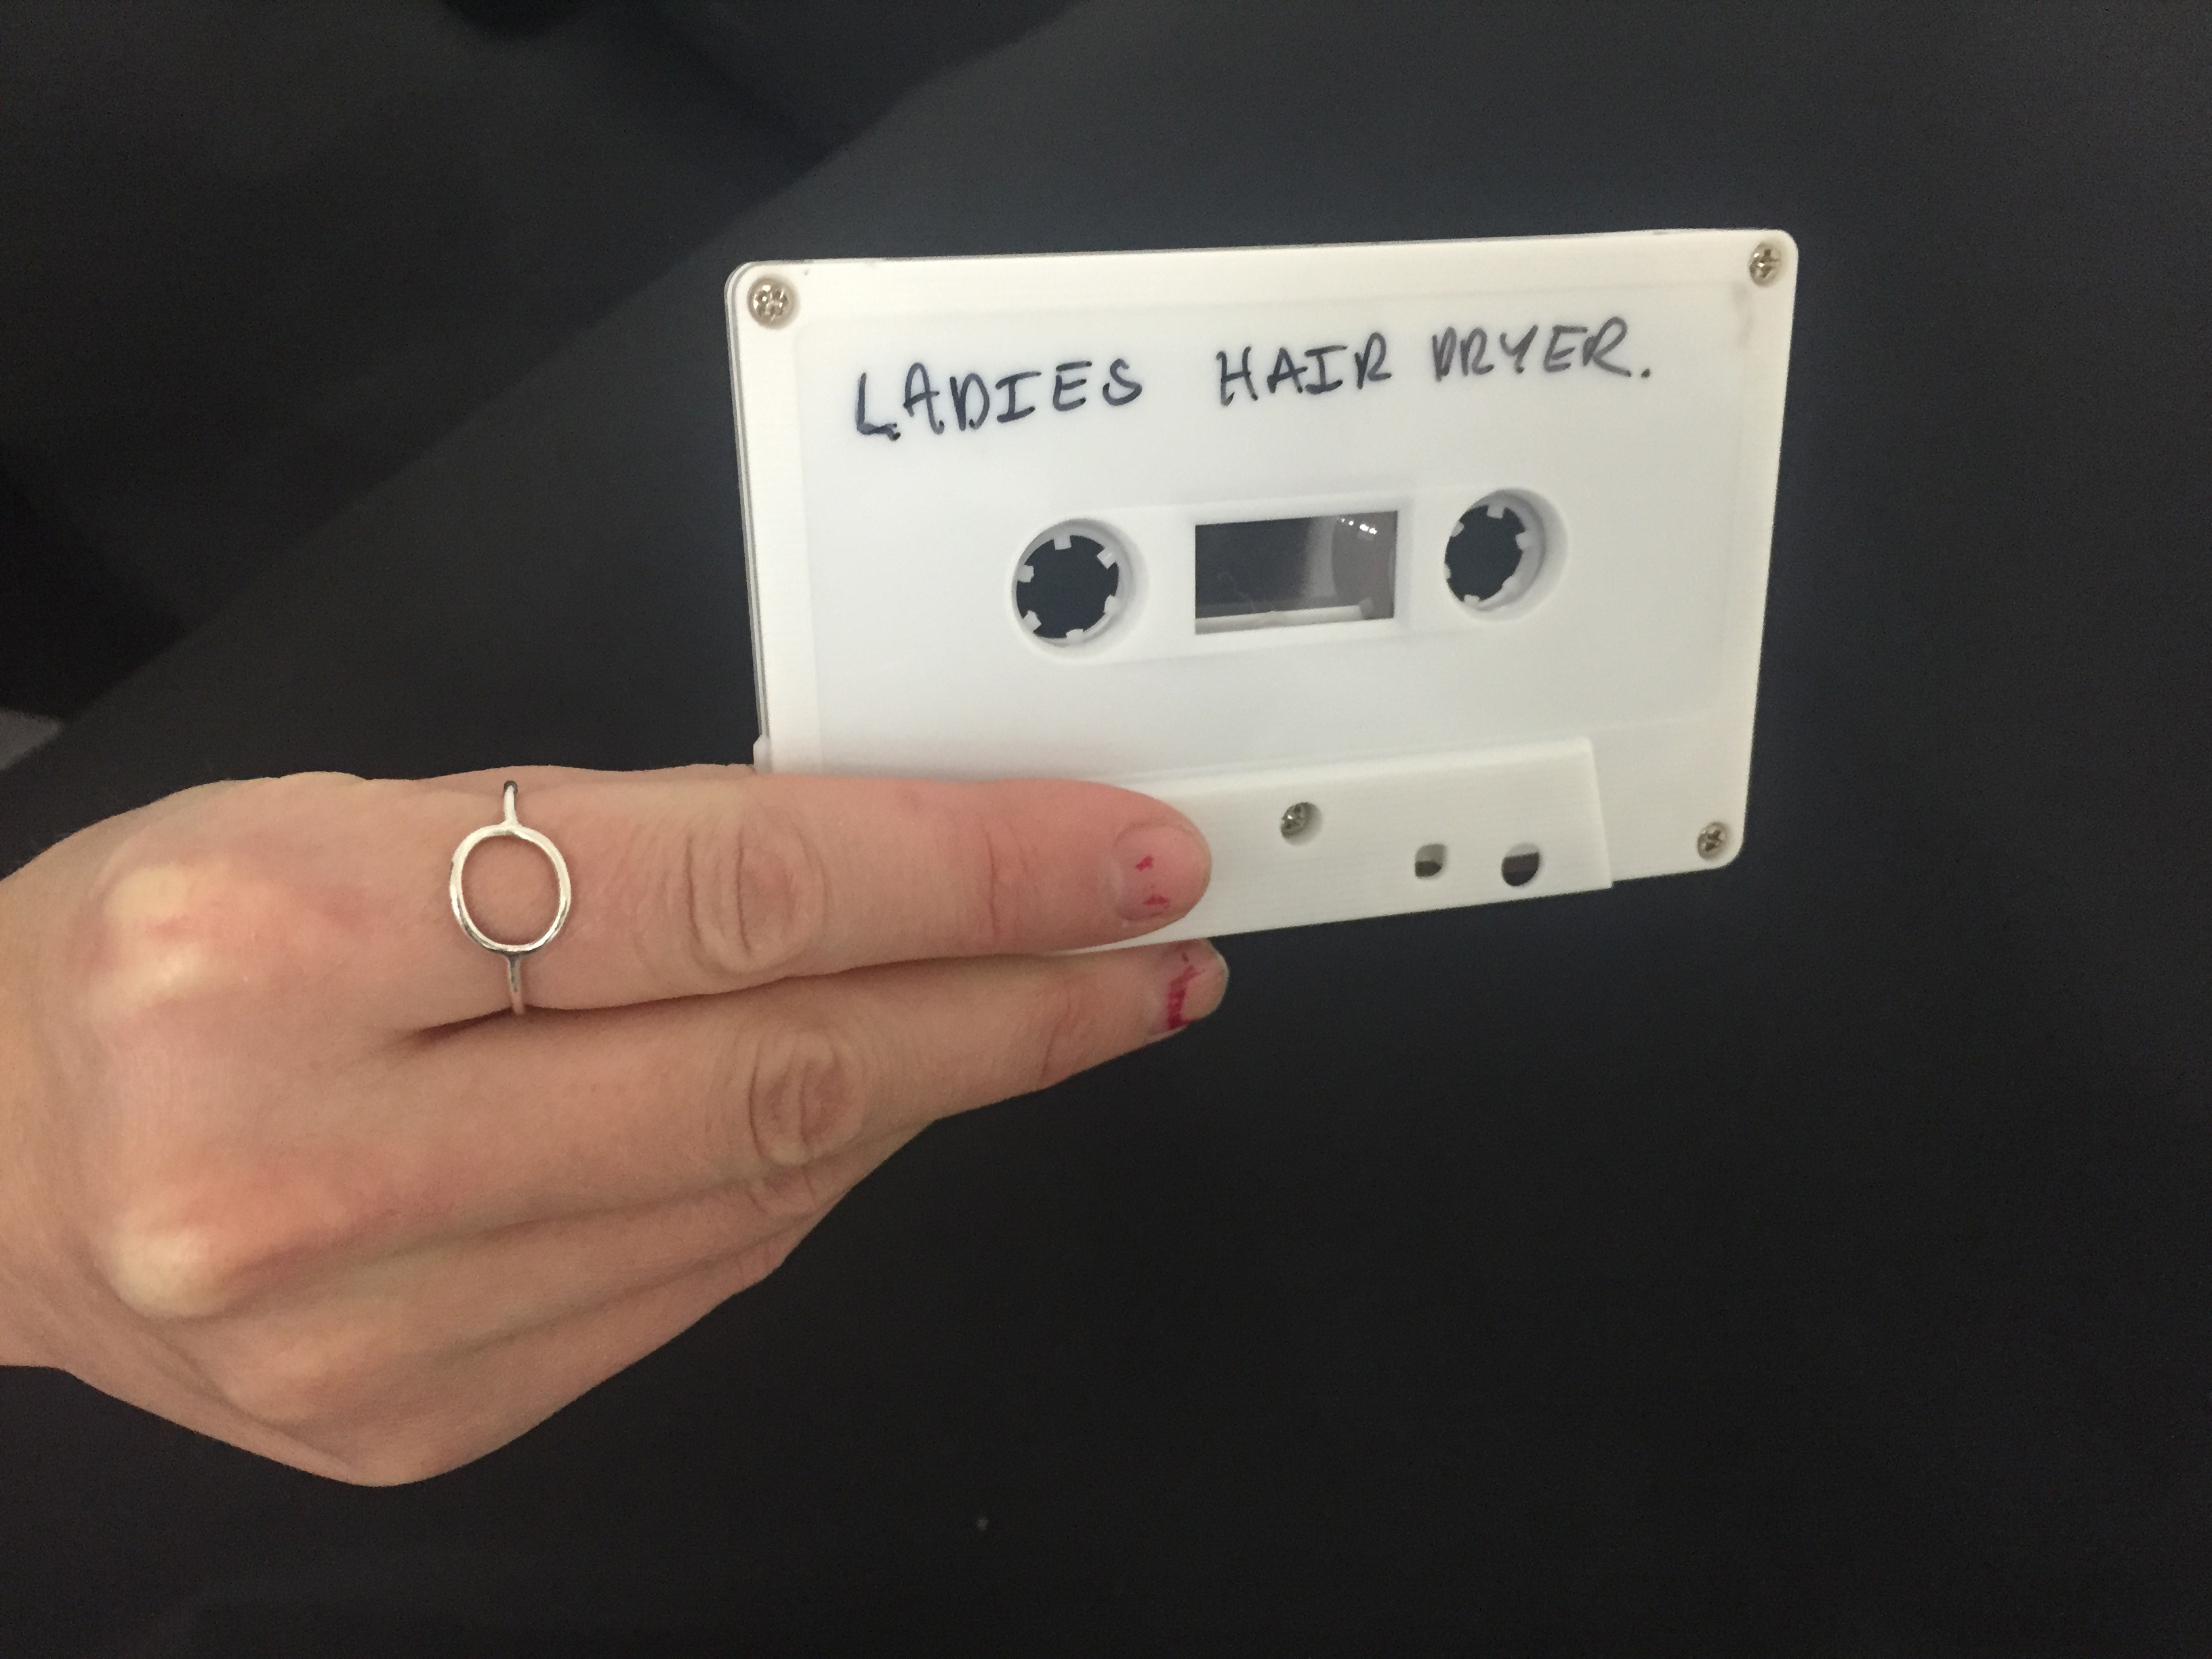 LADIES HAIR DRYER.